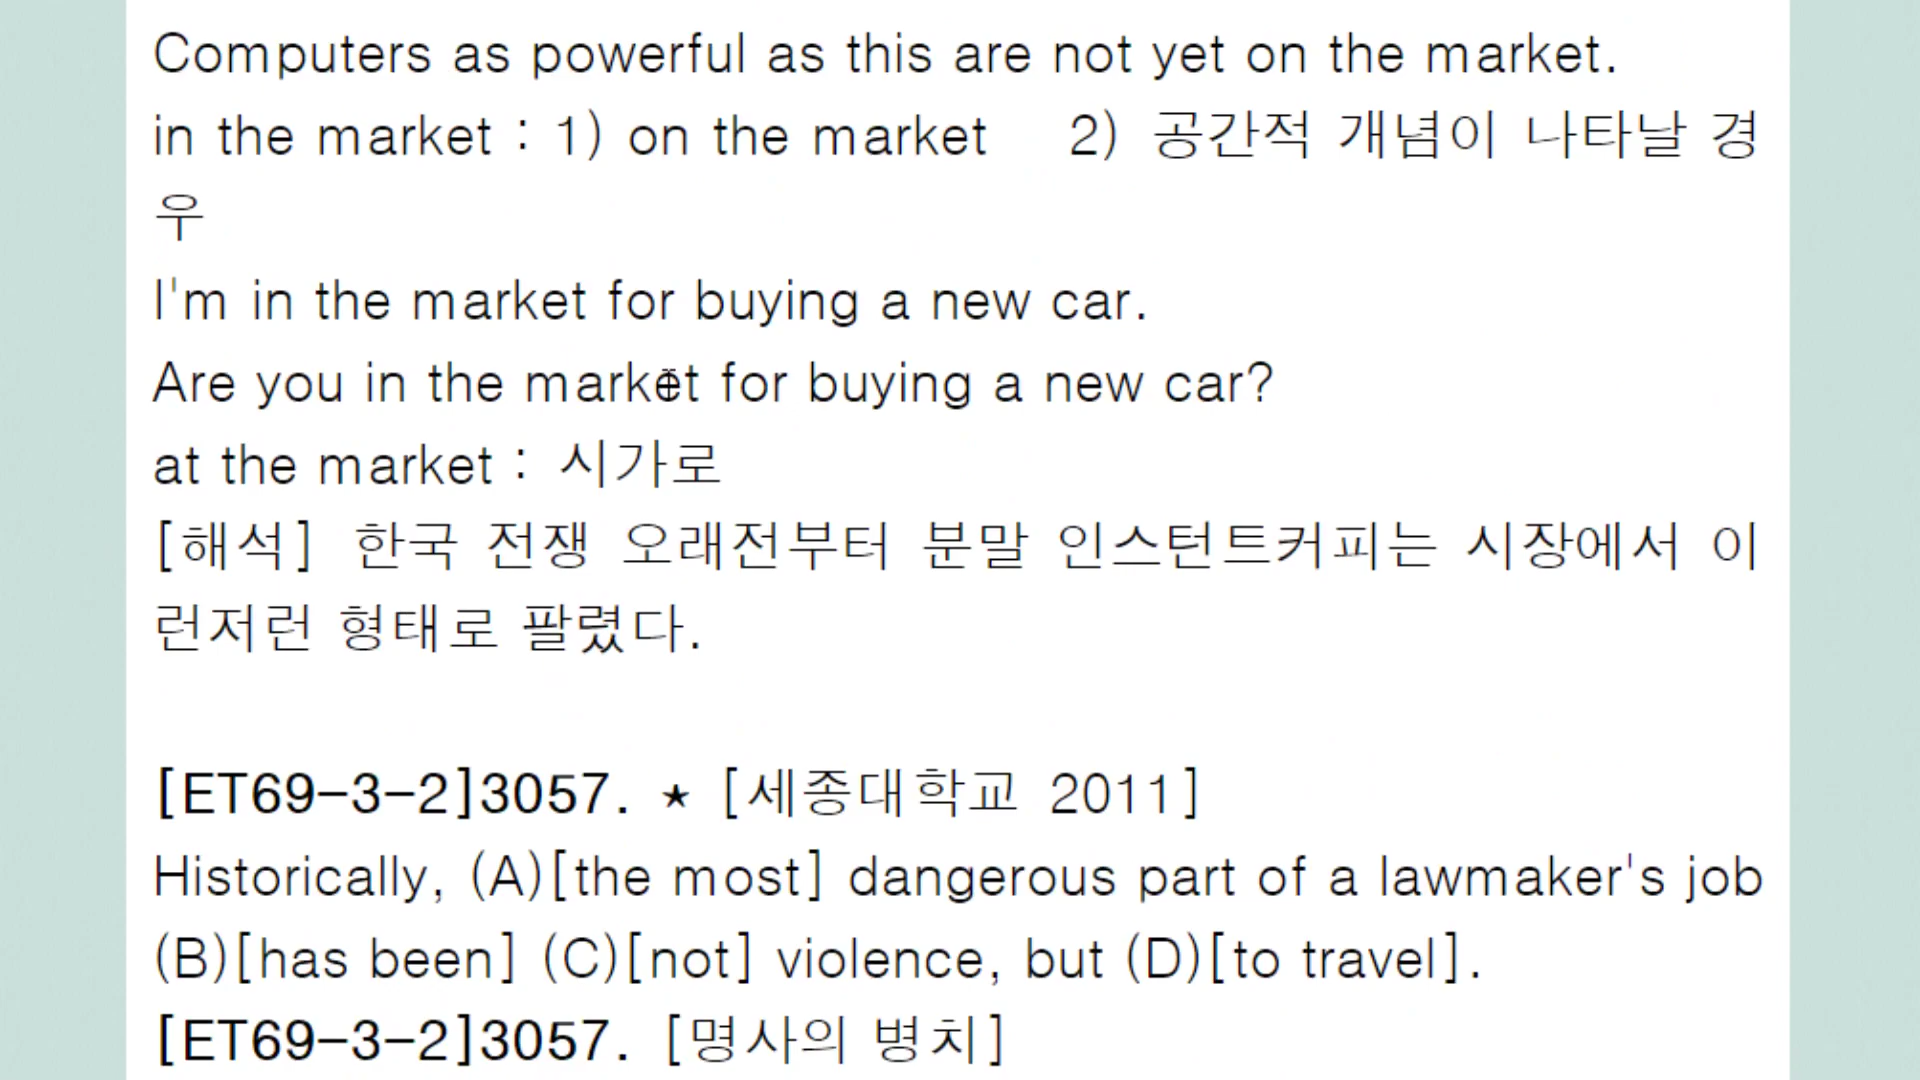 Computers as powerful as this are not yet on the market.
in the market : 1) on the market 2) 공간적 개념이 나타날 경
우
I'm in the market for buying a new car.
Are you in the market for buying a new car?
at the market : 시가로
[해석] 한국 전쟁 오래전부터 분말 인스턴트커피는 시장에서 이
런저런 형태로 팔렸다.
[ET69-3-2]3057. ★ [세종대학교 2011]
Historically, (A)[the most] dangerous part of a lawmaker's job
(B)[has been] (C)[not] violence, but (D)[to travel].
[ET69-3-2]3057. [명사의 병치]